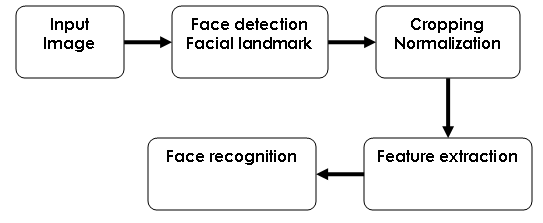 Input
Image
Face detection
Facial landmark
Cropping
Normalization
Feature extraction
Face recognition